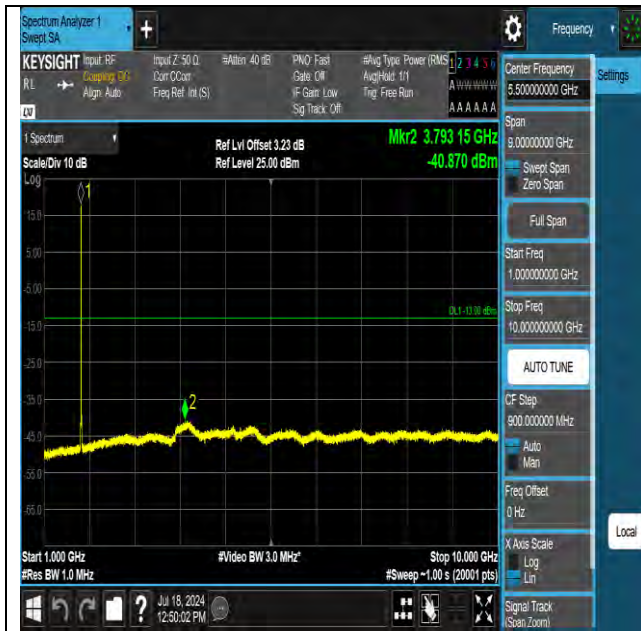 Spectrum Analyzer 1
Swept SA
+
Frequency
KEYSIGHT
RL
Input: RF
Coupling: DC
Align: Auto
Input Z: 50 Ω
Corr CCorr
Freq Ref: Int (S)
#Atten: 40 dB
PNO: Fast
Gate: Off
IF Gain: Low
Sig Track: Off
#Avg Type: Power (RMS)
Avg|Hold: 1/1
Trig: Free Run
1 2 3 4 5 6
A W W W W W
A A A A A A
1 Spectrum
Scale/Div 10 dB
Log
Ref Lvl Offset 3.23 dB
Ref Level 25.00 dBm
Mkr2 3.793 15 GHz
-40.870 dBm
1
15.0
5.00
-5.00
DL1 -13.00 dBm
-15.0
-25.0
-35.0
2
-45.0
-55.0
-65.0
Start 1.000 GHz
#Res BW 1.0 MHz
#Video BW 3.0 MHz*
Stop 10.000 GHz
#Sweep ~1.00 s (20001 pts)
?
Jul 18, 2024
12:50:02 PM
Center Frequency
5.500000000 GHz
Settings
Span
9.00000000 GHz
Swept Span
Zero Span
Full Span
Start Freq
1.000000000 GHz
Stop Freq
10.000000000 GHz
AUTO TUNE
CF Step
900.000000 MHz
Auto
Man
Freq Offset
0 Hz
X Axis Scale
Log
Lin
Local
Signal Track
(Span Zoom)